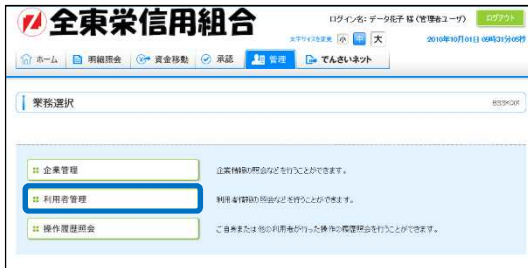 全東栄信用組合
ログイン名: データ花子 様 (管理者ユーザ)
ログアウト
文字サイズを変更 小 中 大
2010年10月01日 09時31分05秒
ホーム 明細照会 資金移動 承認 管理 でんさいネット
業務選択
BSSK001
企業管理
企業情報の照会などを行うことができます。
利用者管理
利用者情報の照会などを行うことができます。
操作履歴照会
ご自身または他の利用者が行った操作の履歴照会を行うことができます。